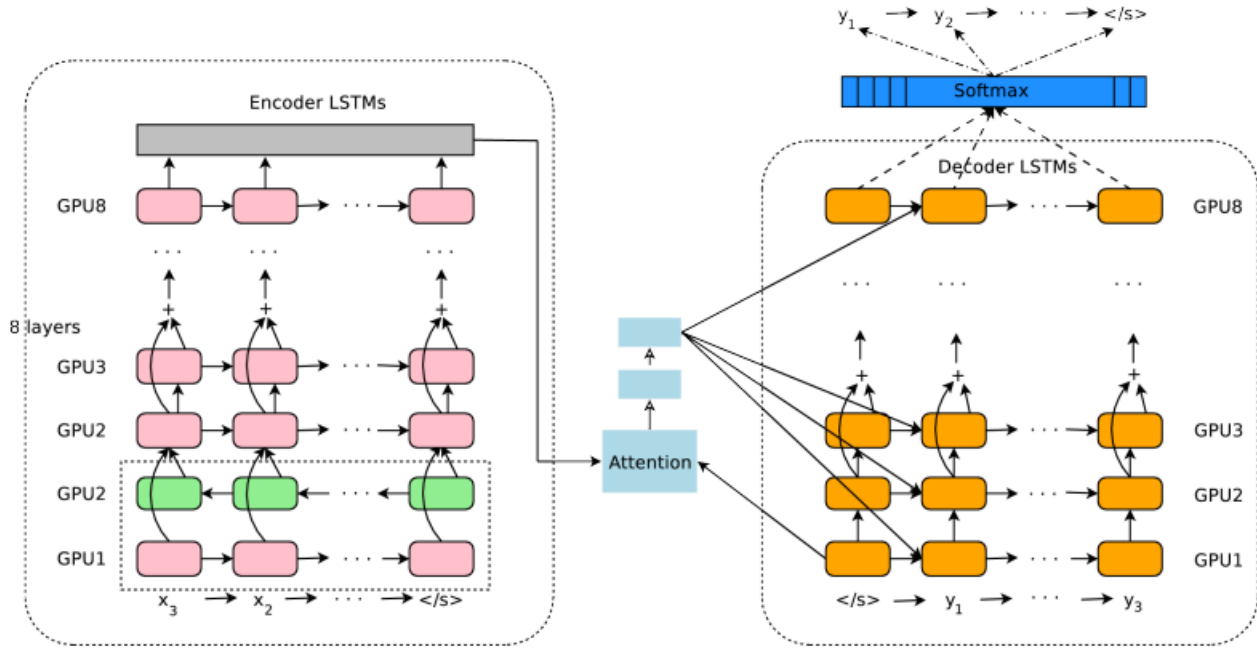 y1 y2 · · · </s>
Softmax
Encoder LSTMs
Decoder LSTMs
GPU8 · · ·
· · · GPU8
· · · · · · · · ·
· · · · · · · · ·
+ + +
8 layers
GPU3 · · ·
+ + +
GPU2 · · ·
· · · GPU3
Attention
GPU2 · · ·
· · · GPU2
GPU1 · · ·
· · · GPU1
x3 x2 · · · </s>
</s> y1 · · · y3